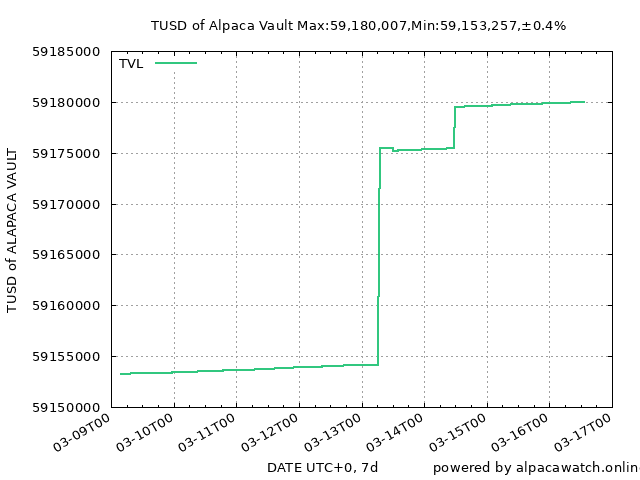 TUSD of Alpaca Vault Max:59,180,007,Min:59,153,257,±0.4%
TVL
59185000
59180000
59175000
59170000
59165000
59160000
59155000
59150000
TUSD of ALAPACA VAULT
03-09T00
03-10T00
03-11T00
03-12T00
03-13T00
03-14T00
03-15T00
03-16T00
03-17T00
DATE UTC+0, 7d
powered by alpacawatch.onlin